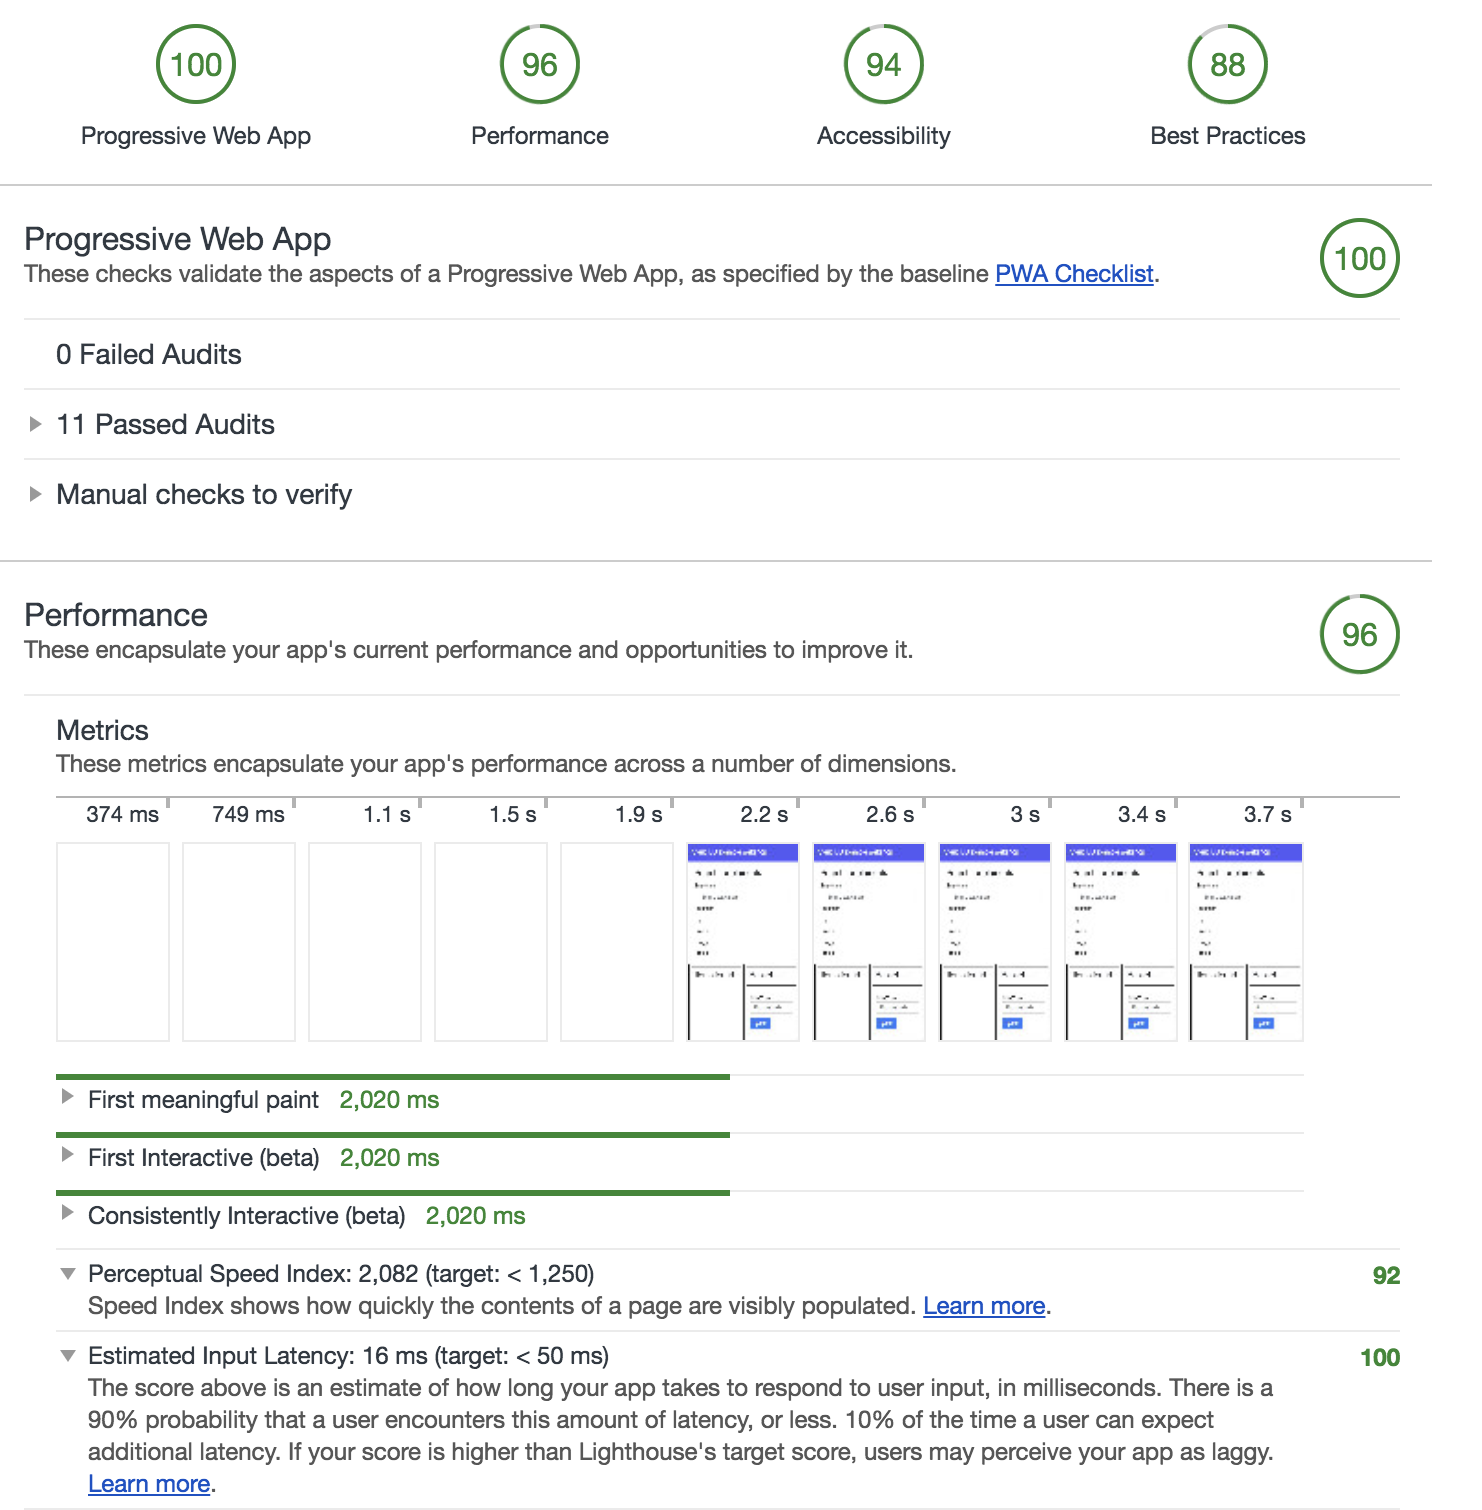 100
96
94
88
Progressive Web App
Performance
Accessibility
Best Practices
Progressive Web App
These checks validate the aspects of a Progressive Web App, as specified by the baseline PWA Checklist.
100
0 Failed Audits
11 Passed Audits
Manual checks to verify
Performance
These encapsulate your app's current performance and opportunities to improve it.
96
Metrics
These metrics encapsulate your app's performance across a number of dimensions.
374 ms
749 ms
1.1 s
1.5 s
1.9 s
2.2 s
2.6 s
3 s
3.4 s
3.7 s
First meaningful paint 2,020 ms
First Interactive (beta) 2,020 ms
Consistently Interactive (beta) 2,020 ms
Perceptual Speed Index: 2,082 (target: < 1,250)
92
Speed Index shows how quickly the contents of a page are visibly populated. Learn more.
Estimated Input Latency: 16 ms (target: < 50 ms)
100
The score above is an estimate of how long your app takes to respond to user input, in milliseconds. There is a
90% probability that a user encounters this amount of latency, or less. 10% of the time a user can expect
additional latency. If your score is higher than Lighthouse's target score, users may perceive your app as laggy.
Learn more.